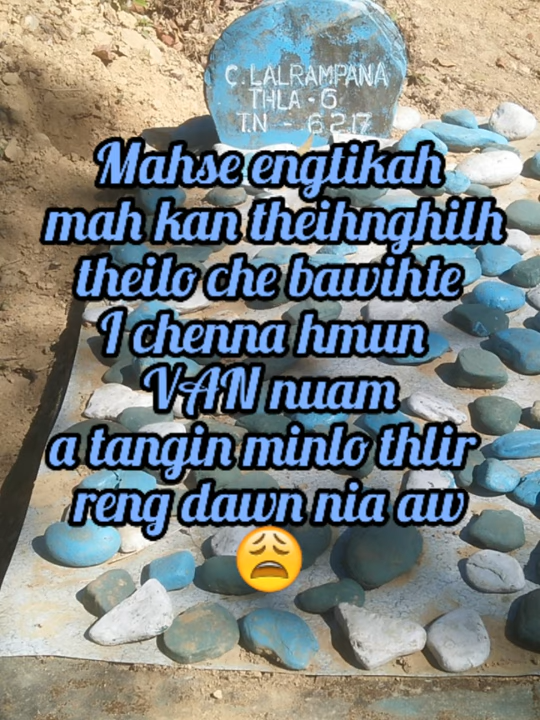 C. LALRAMPANA
THLA - 6
T.N - 6217
Mahse engtikah
mah kan theihnghilh
theilo che bawihte
I chenna hmun
VAN nuam
a tangin minlo thlir
reng dawn nia aw